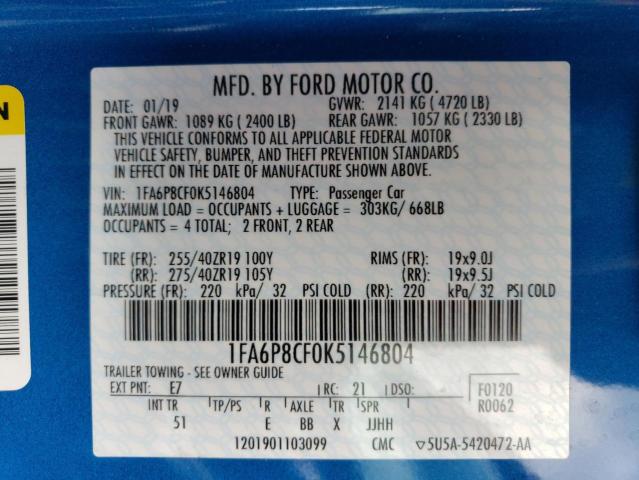 N
MFD. BY FORD MOTOR CO.
DATE: 01/19 GVWR: 2141 KG ( 4720 LB)
FRONT GAWR: 1089 KG ( 2400 LB) REAR GAWR: 1057 KG ( 2330 LB)
THIS VEHICLE CONFORMS TO ALL APPLICABLE FEDERAL MOTOR
VEHICLE SAFETY, BUMPER, AND THEFT PREVENTION STANDARDS
IN EFFECT ON THE DATE OF MANUFACTURE SHOWN ABOVE.
VIN: 1FA6P8CF0K5146804 TYPE: Passenger Car
MAXIMUM LOAD = OCCUPANTS + LUGGAGE = 303KG/ 668LB
OCCUPANTS = 4 TOTAL; 2 FRONT, 2 REAR
TIRE (FR): 255/40ZR19 100Y RIMS (FR): 19x9.0J
(RR): 275/40ZR19 105Y (RR): 19x9.5J
PRESSURE (FR): 220 kPa/ 32 PSI COLD (RR): 220 kPa/ 32 PSI COLD
1FA6P8CF0K5146804
TRAILER TOWING - SEE OWNER GUIDE
EXT PNT: E7 RC: 21 DSO: F0120
R0062
INT TR TP/PS R AXLE TR SPR
51 E BB X JJHH
1201901103099 CMC ▽5U5A-5420472-AA